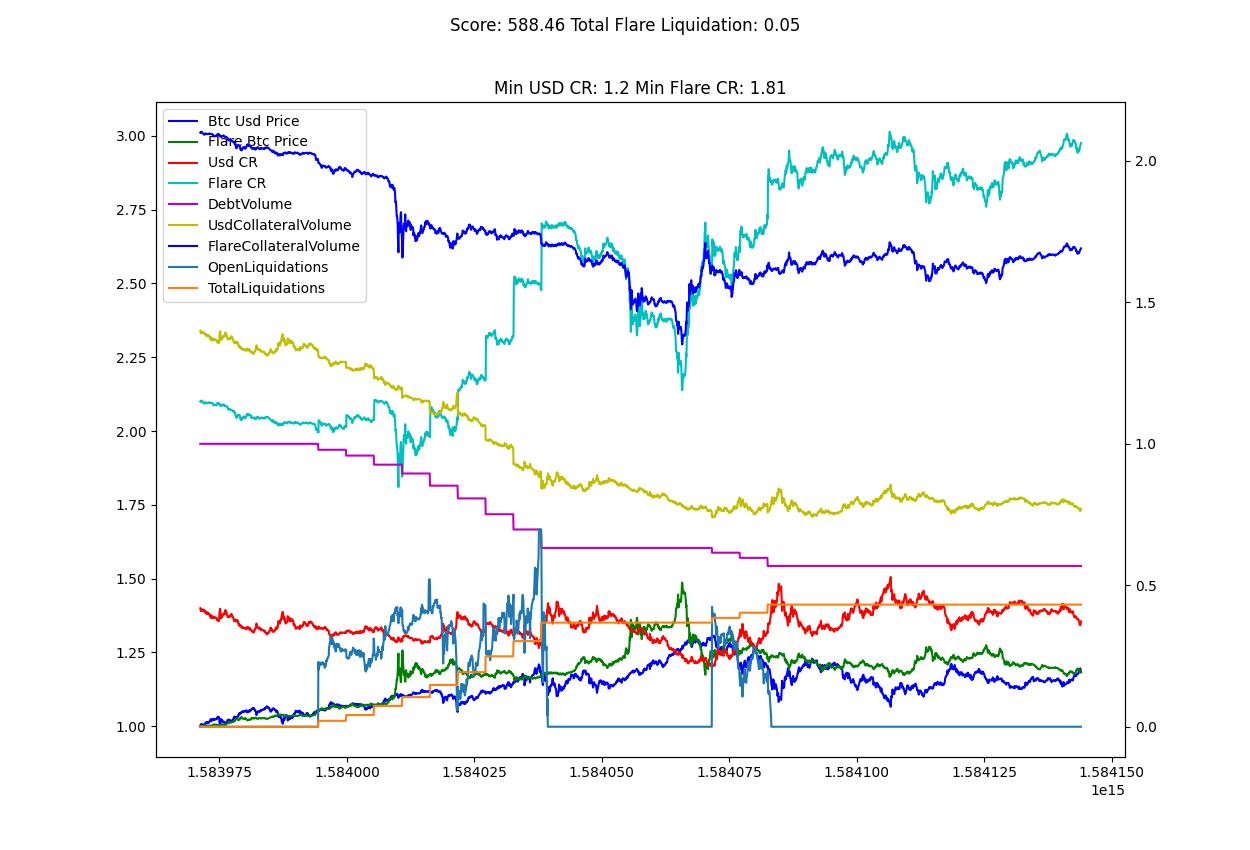 Score: 588.46 Total Flare Liquidation: 0.05
Min USD CR: 1.2 Min Flare CR: 1.81
Btc Usd Price
Flare Btc Price
Usd CR
Flare CR
DebtVolume
UsdCollateralVolume
FlareCollateralVolume
OpenLiquidations
TotalLiquidations
3.00
2.75
2.50
2.25
2.00
1.75
1.50
1.25
1.00
2.0
1.5
1.0
0.5
0.0
1.583975 1.584000 1.584025 1.584050 1.584075 1.584100 1.584125 1.584150
1e15